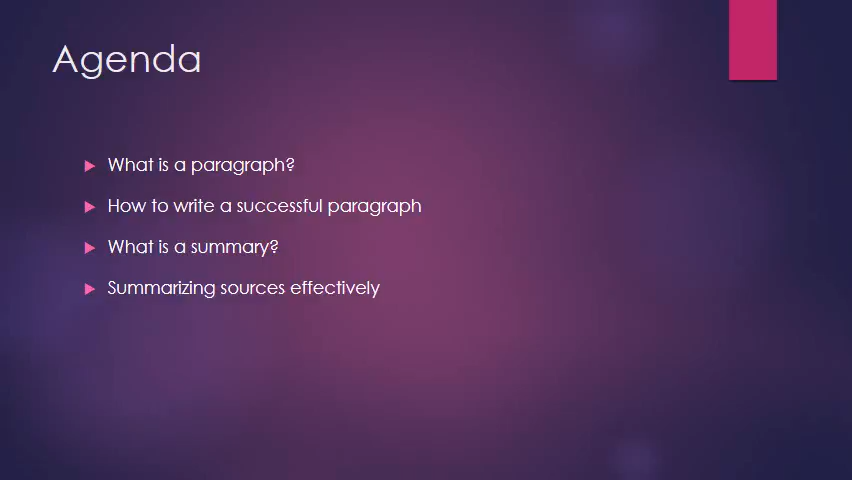 Agenda
What is a paragraph?
How to write a successful paragraph
What is a summary?
Summarizing sources effectively